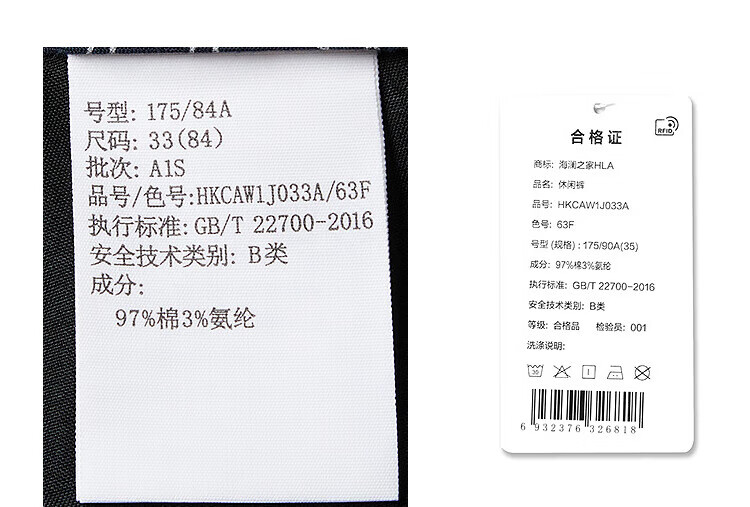 号型: 175/84A
尺码: 33(84)
批次: A1S
品号/色号:HKCAW1J033A/63F
执行标准: GB/T 22700-2016
安全技术类别: B类
成分:
97%棉3%氨纶
RFID
合格证
商标: 海澜之家HLA
品名: 休闲裤
品号: HKCAW1J033A
色号: 63F
号型 (规格) : 175/90A(35)
成分: 97%棉3%氨纶
执行标准: GB/T 22700-2016
安全技术类别: B类
等级: 合格品 检验员: 001
洗涤说明:
30
6 932376 326818